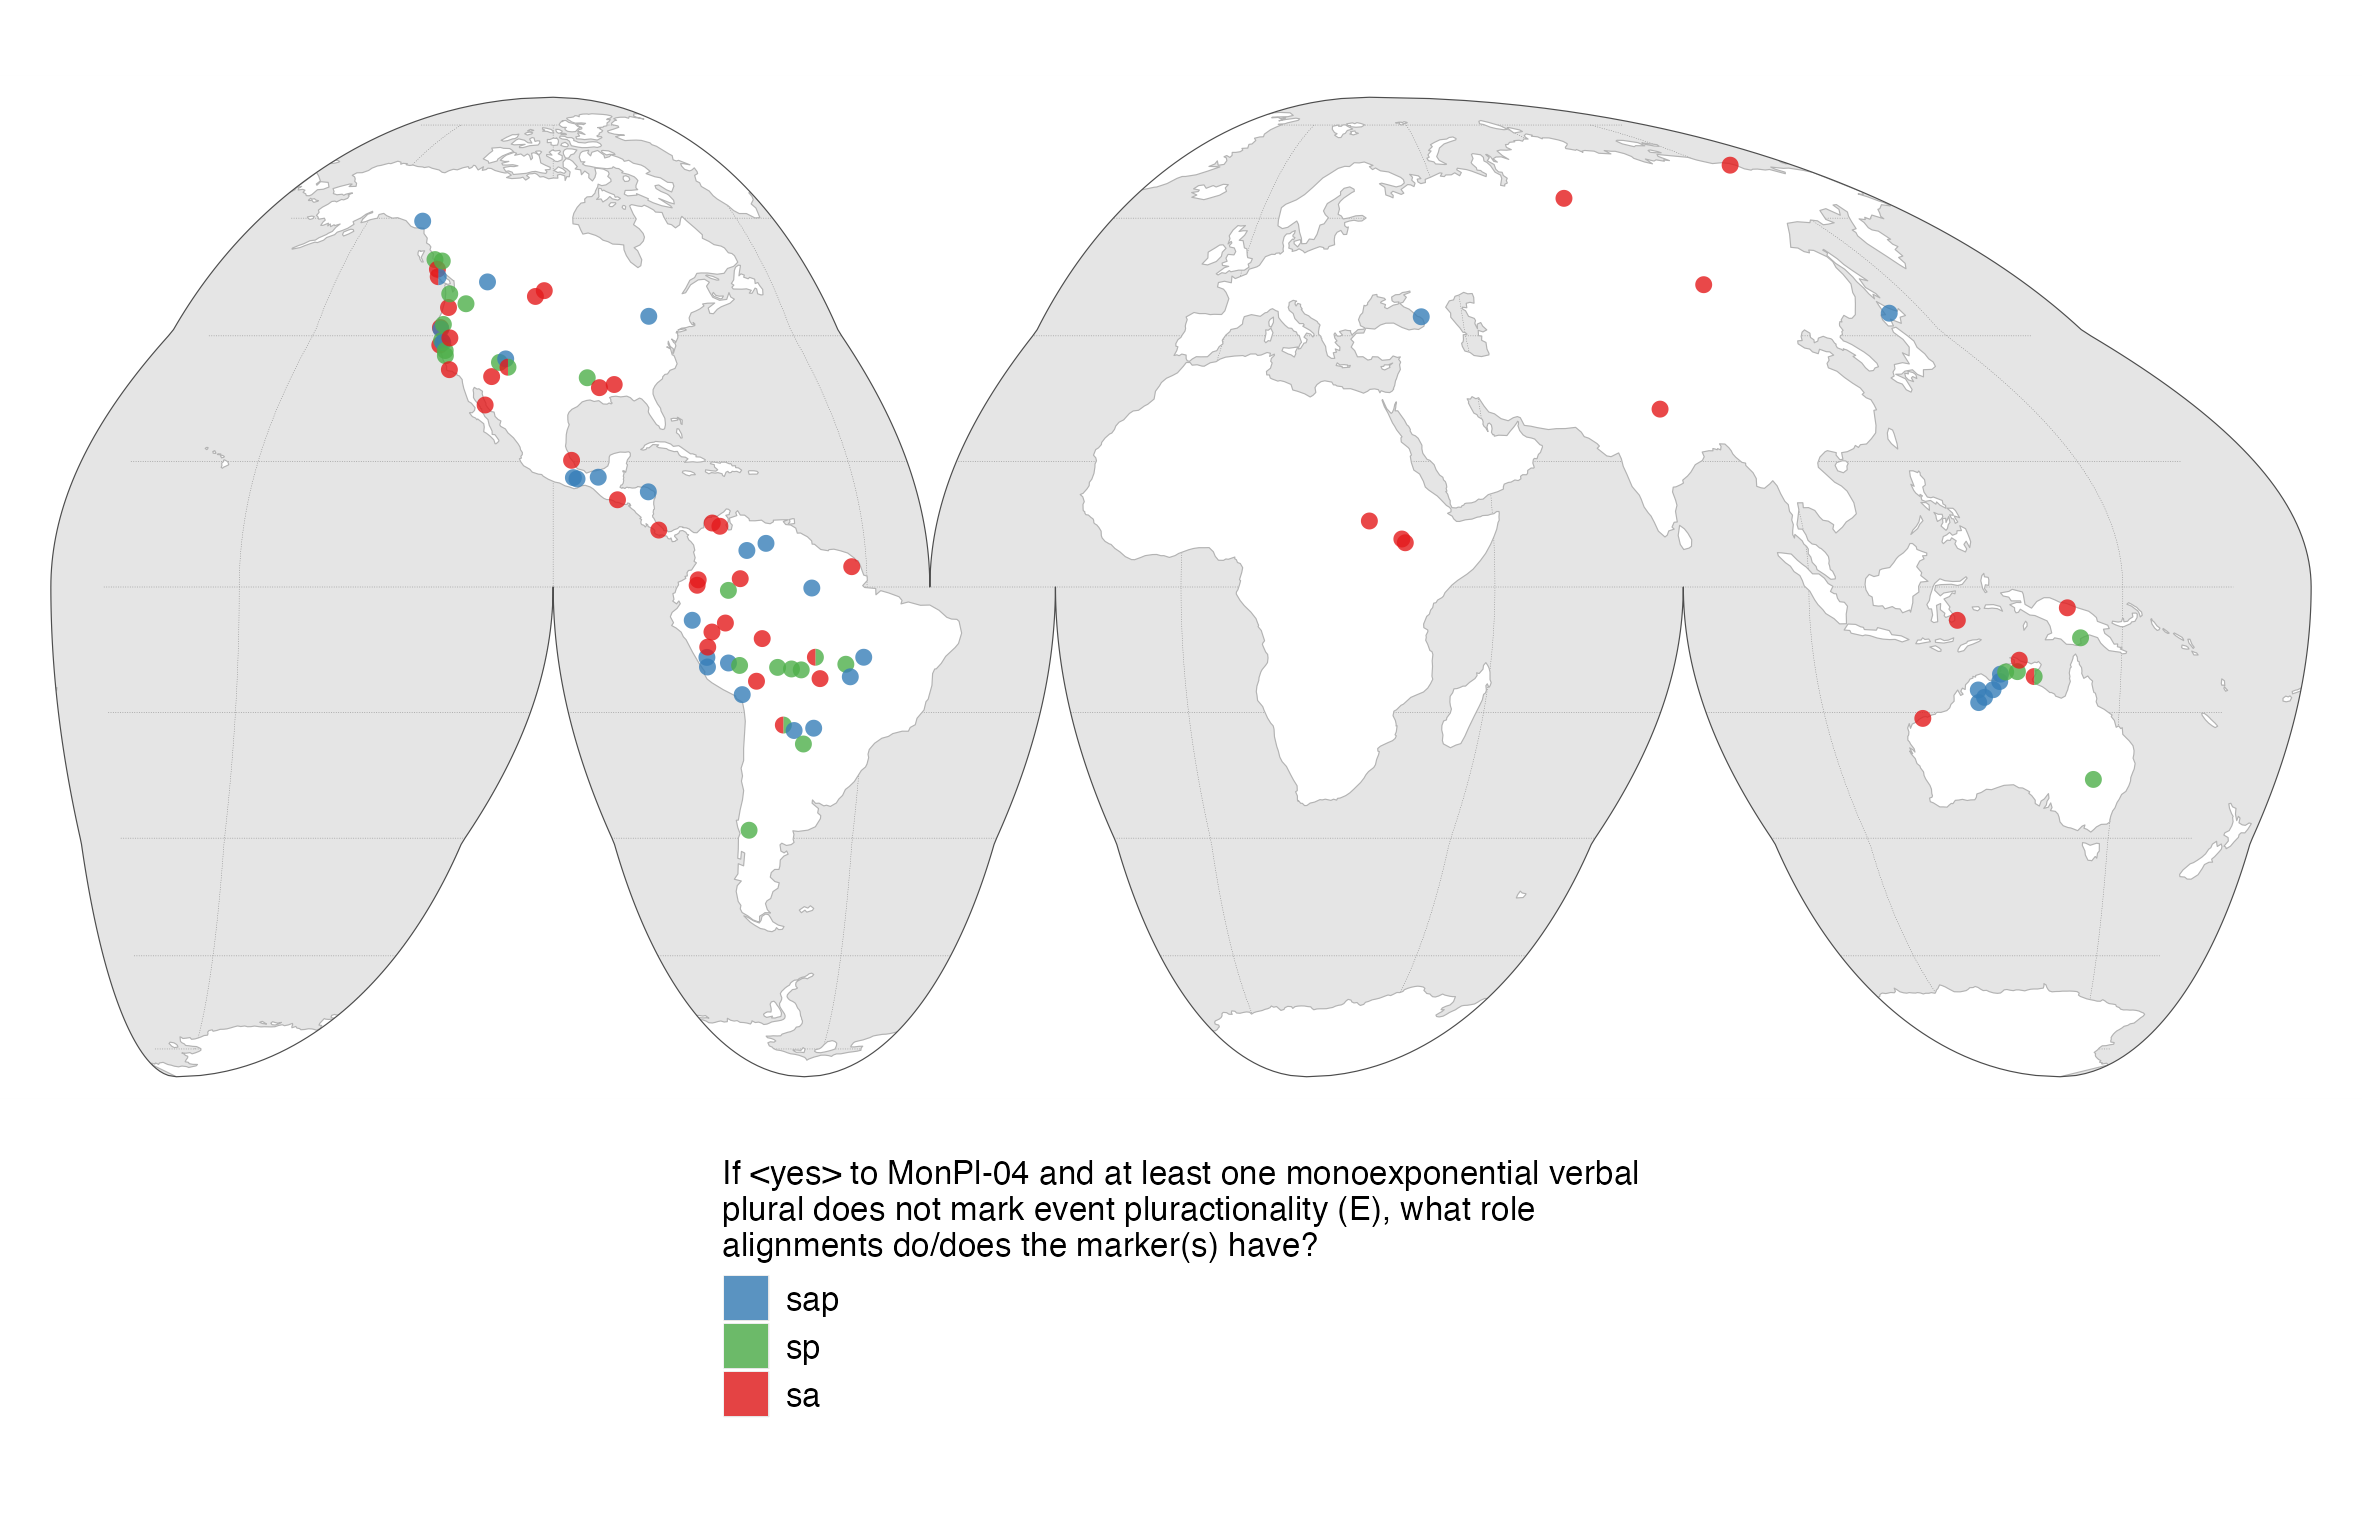 If <yes> to MonPl-04 and at least one monoexponential verbal
plural does not mark event pluractionality (E), what role
alignments do/does the marker(s) have?
sap
sp
sa